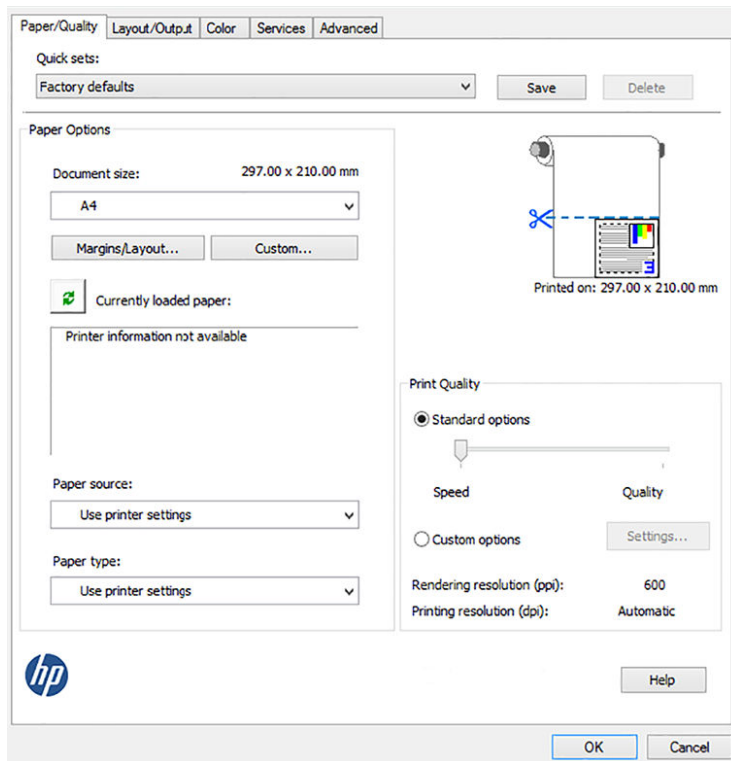 Paper/Quality Layout/Output Color Services Advanced
Quick sets:
Factory defaults Save Delete
Paper Options
Document size: 297.00 x 210.00 mm
A4
Margins/Layout... Custom...
Currently loaded paper:
Printer information not available
Printed on: 297.00 x 210.00 mm
Print Quality
Standard options
Speed Quality
Paper source:
Use printer settings
Custom options Settings...
Paper type:
Use printer settings
Rendering resolution (ppi): 600
Printing resolution (dpi): Automatic
hp
Help
OK Cancel